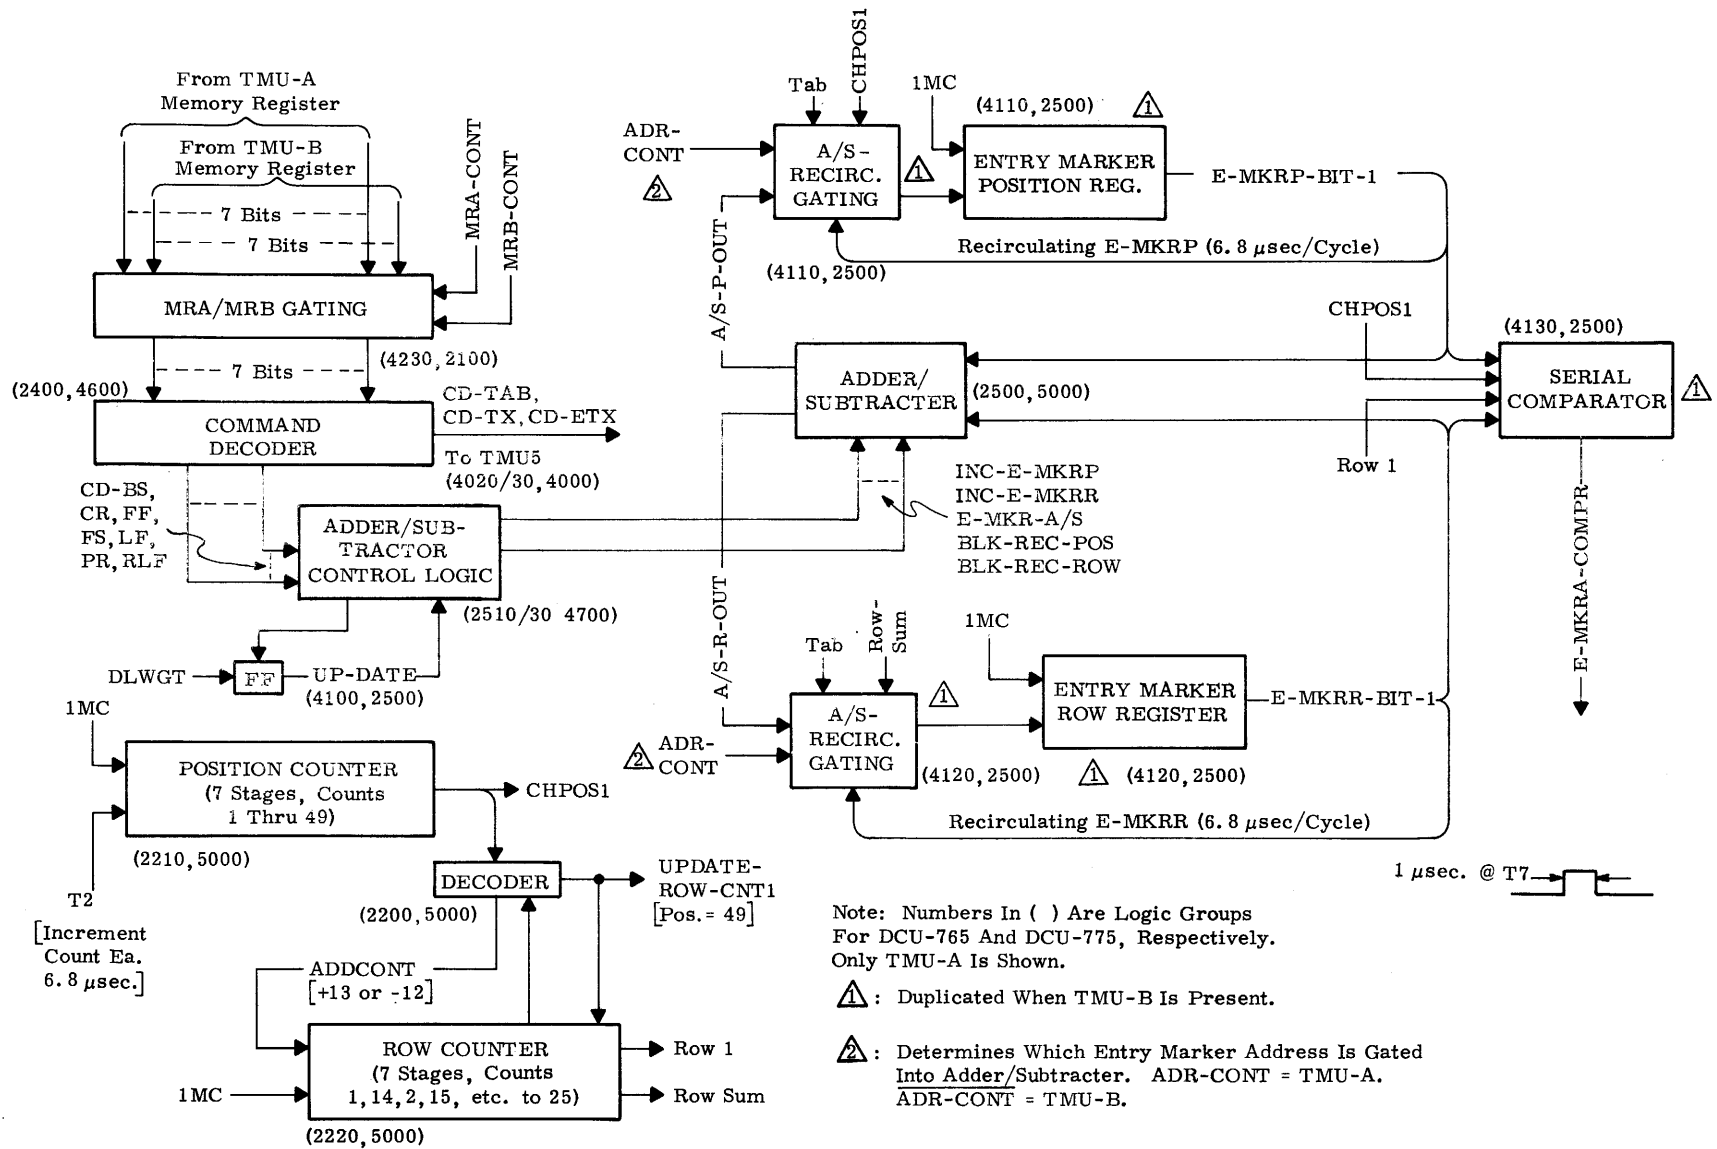 From TMU-A
Memory Register
From TMU-B
Memory Register
7 Bits
7 Bits
MRA-CONT
MRB-CONT
MRA/MRB GATING
(4230, 2100)
7 Bits
(2400, 4600)
COMMAND
DECODER
CD-TAB,
CD-TX, CD-ETX
To TMU5
(4020/30, 4000)
CD-BS,
CR, FF,
FS, LF,
PR, RLF
ADDER/SUB-
TRACTOR
CONTROL LOGIC
(2510/30 4700)
DLWGT
FF
UP-DATE
(4100, 2500)
1MC
POSITION COUNTER
(7 Stages, Counts
1 Thru 49)
(2210, 5000)
CHPOS1
T2
[Increment
Count Ea.
6.8 μsec.]
DECODER
(2200, 5000)
UPDATE-
ROW-CNT1
[Pos. = 49]
ADDCONT
[+13 or -12]
ROW COUNTER
(7 Stages, Counts
1, 14, 2, 15, etc. to 25)
1MC
Row 1
Row Sum
(2220, 5000)
Tab
CHPOS1
ADR-
CONT
2
A/S-
RECIRC.
GATING
1
1MC
(4110, 2500)
1
ENTRY MARKER
POSITION REG.
E-MKRP-BIT-1
Recirculating E-MKRP (6.8 μsec/Cycle)
(4110, 2500)
A/S-P-OUT
ADDER/
SUBTRACTER
(2500, 5000)
CHPOS1
(4130, 2500)
SERIAL
COMPARATOR
1
Row 1
E-MKRA-COMPR
INC-E-MKRP
INC-E-MKRR
E-MKR-A/S
BLK-REC-POS
BLK-REC-ROW
A/S-R-OUT
Tab
Row-
Sum
1MC
2
ADR-
CONT
A/S-
RECIRC.
GATING
1
(4120, 2500)
ENTRY MARKER
ROW REGISTER
1
(4120, 2500)
E-MKRR-BIT-1
Recirculating E-MKRR (6.8 μsec/Cycle)
1 μsec. @ T7
Note: Numbers In ( ) Are Logic Groups
For DCU-765 And DCU-775, Respectively.
Only TMU-A Is Shown.
1 : Duplicated When TMU-B Is Present.
2 : Determines Which Entry Marker Address Is Gated
Into Adder/Subtracter. ADR-CONT = TMU-A.
ADR-CONT = TMU-B.